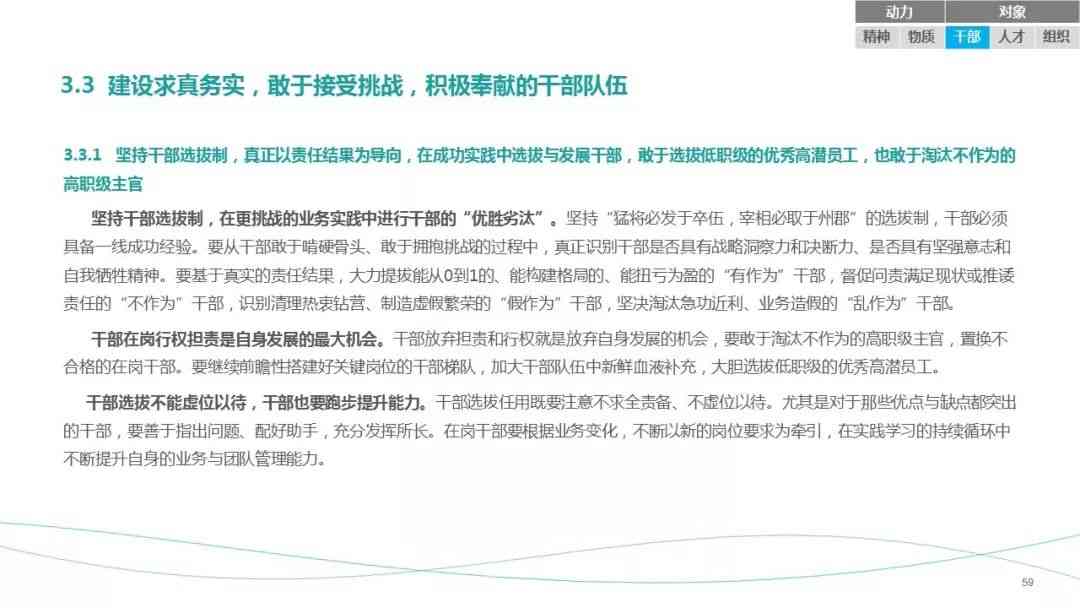 动力 对象
精神 物质 干部 人才 组织
3.3 建设求真务实，敢于接受挑战，积极奉献的干部队伍
3.3.1 坚持干部选拔制，真正以责任结果为导向，在成功实践中选拔与发展干部，敢于选拔低职级的优秀高潜员工，也敢于淘汰不作为的
高职级主官
坚持干部选拔制，在更挑战的业务实践中进行干部的“优胜劣汰”。坚持“猛将必发于卒伍，宰相必取于州郡”的选拔制，干部必须
具备一线成功经验。要从干部敢于啃硬骨头、敢于拥抱挑战的过程中，真正识别干部是否具有战略洞察力和决断力、是否具有坚强意志和
自我牺牲精神。要基于真实的责任结果，大力提拔能从0到1的、能构建格局的、能扭亏为盈的“有作为”干部，督促问责满足现状或推诿
责任的“不作为”干部，识别清理热衷钻营、制造虚假繁荣的“假作为”干部，坚决淘汰急功近利、业务造假的“乱作为”干部。
干部在岗行权担责是自身发展的最大机会。干部放弃担责和行权就是放弃自身发展的机会，要敢于淘汰不作为的高职级主官，置换不
合格的在岗干部。要继续前瞻性搭建好关键岗位的干部梯队，加大干部队伍中新鲜血液补充，大胆选拔低职级的优秀高潜员工。
干部选拔不能虚位以待，干部也要跑步提升能力。干部选拔任用既要注意不求全责备、不虚位以待。尤其是对于那些优点与缺点都突出
的干部，要善于指出问题、配好助手，充分发挥所长。在岗干部要根据业务变化，不断以新的岗位要求为牵引，在实践学习的持续循环中
不断提升自身的业务与团队管理能力。
59